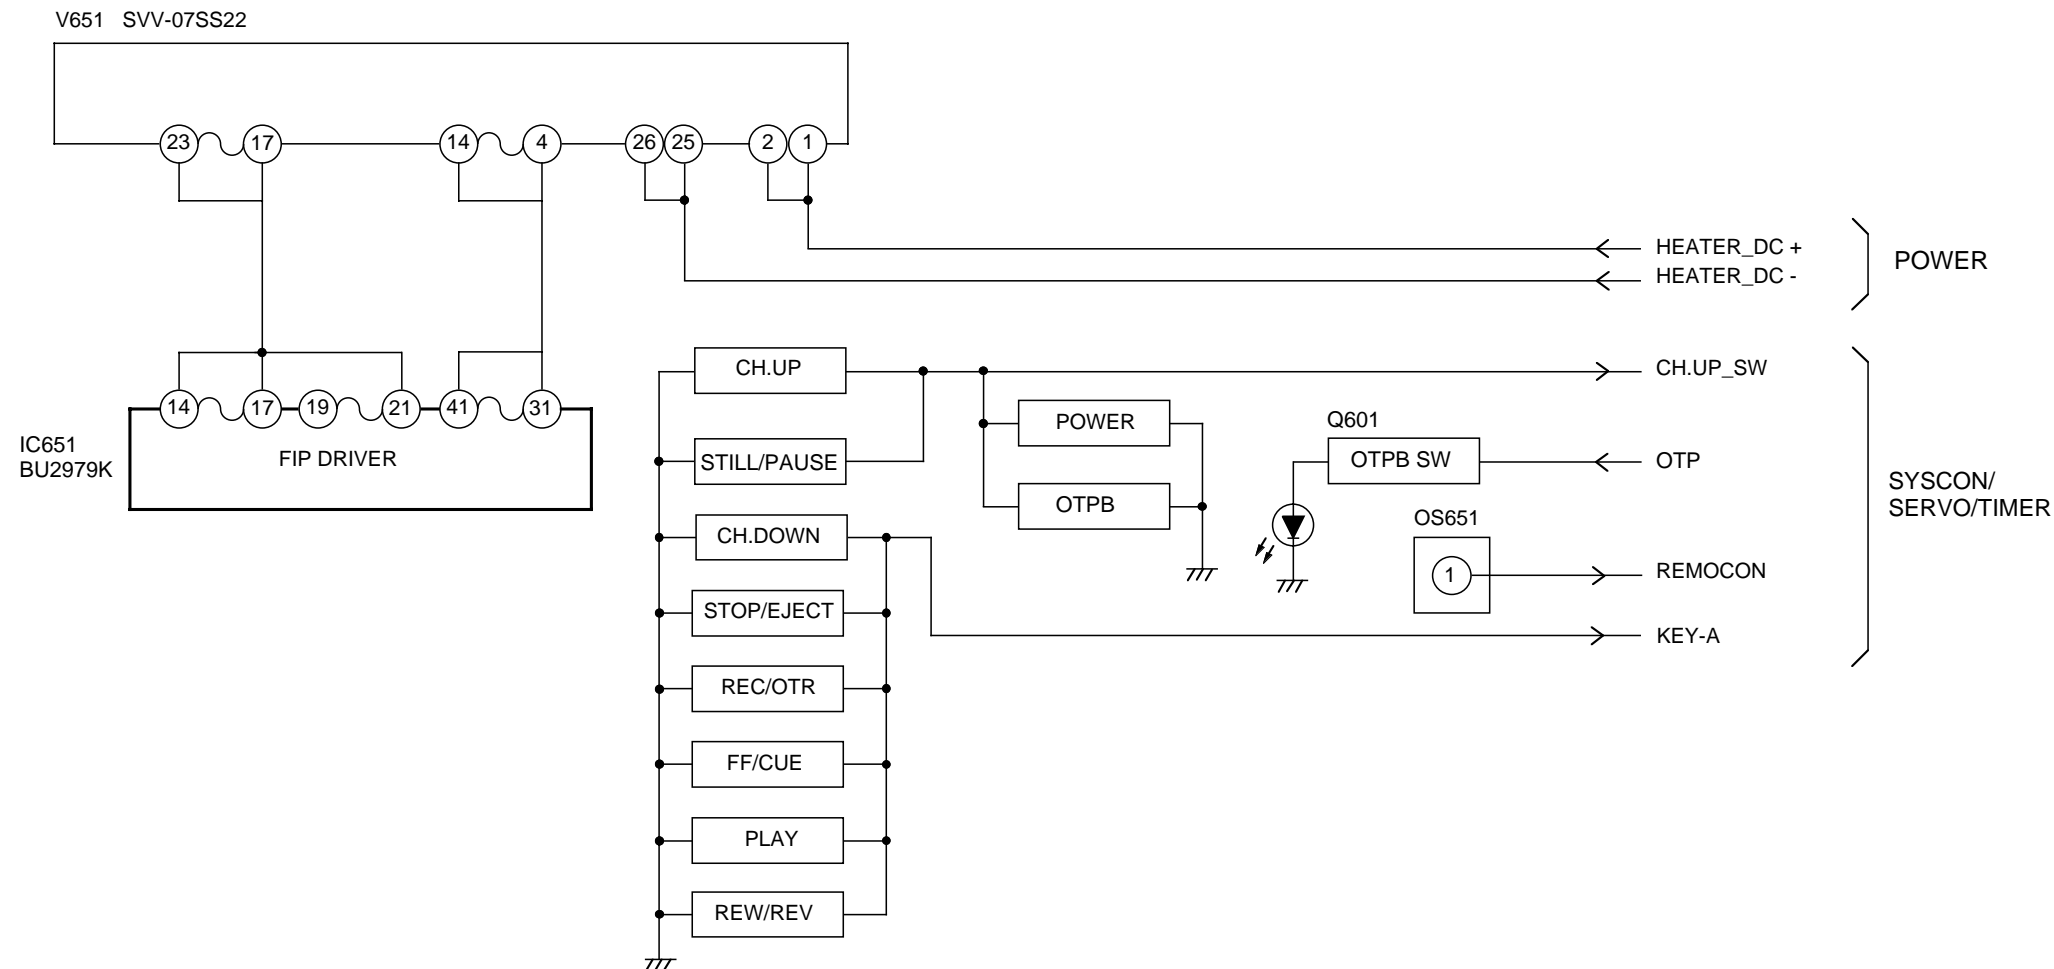 V651 SVV-07SS22
23 17 14 4 26 25 2 1
HEATER_DC +
HEATER_DC -
POWER
14 17 19 21 41 31
IC651
BU2979K
FIP DRIVER
CH.UP
STILL/PAUSE
CH.DOWN
STOP/EJECT
REC/OTR
FF/CUE
PLAY
REW/REV
POWER
OTPB
Q601
OTPB SW
OS651
1
CH.UP_SW
OTP
REMOCON
KEY-A
SYSCON/
SERVO/TIMER